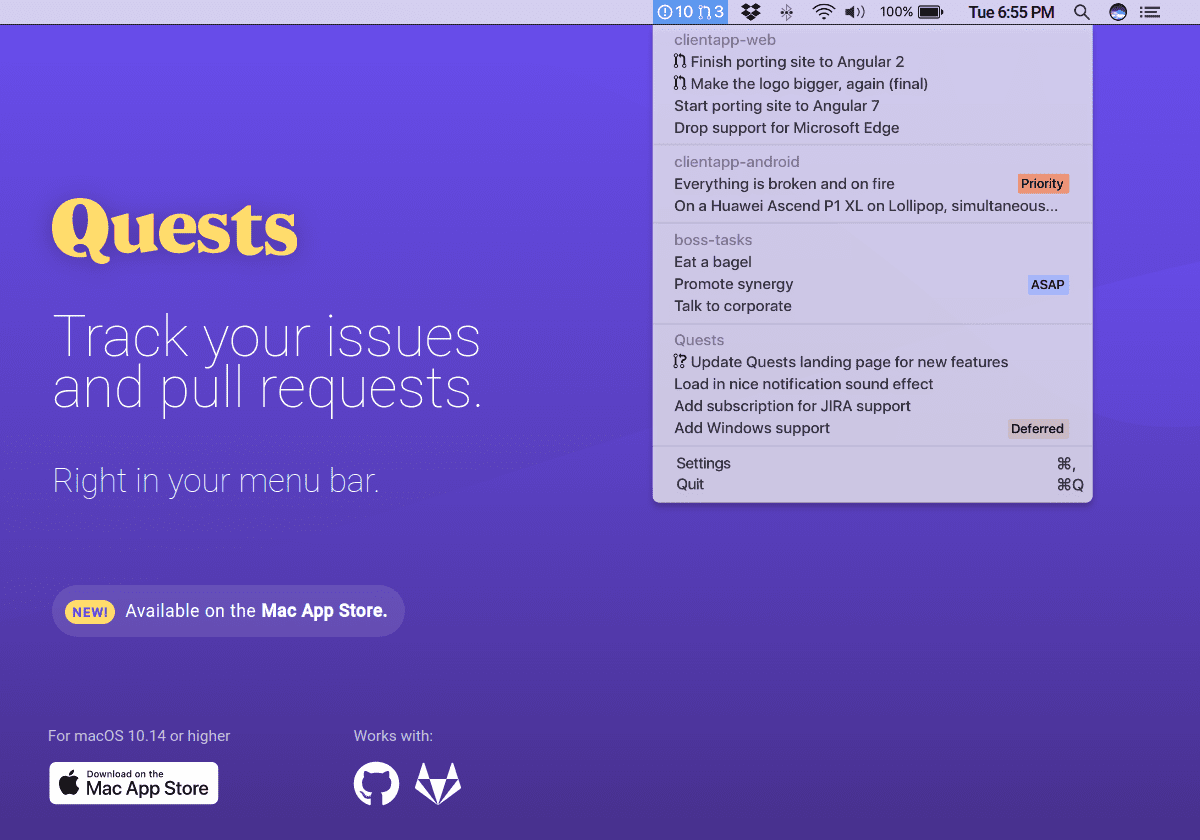 10 3 100% Tue 6:55 PM
clientapp-web
Finish porting site to Angular 2
Make the logo bigger, again (final)
Start porting site to Angular 7
Drop support for Microsoft Edge
clientapp-android
Everything is broken and on fire Priority
On a Huawei Ascend P1 XL on Lollipop, simultaneous...
boss-tasks
Eat a bagel
Promote synergy ASAP
Talk to corporate
Quests
Update Quests landing page for new features
Load in nice notification sound effect
Add subscription for JIRA support
Add Windows support Deferred
Settings ⌘,
Quit ⌘Q
Quests
Track your issues
and pull requests.
Right in your menu bar.
NEW! Available on the Mac App Store.
For macOS 10.14 or higher
Download on the
Mac App Store
Works with: